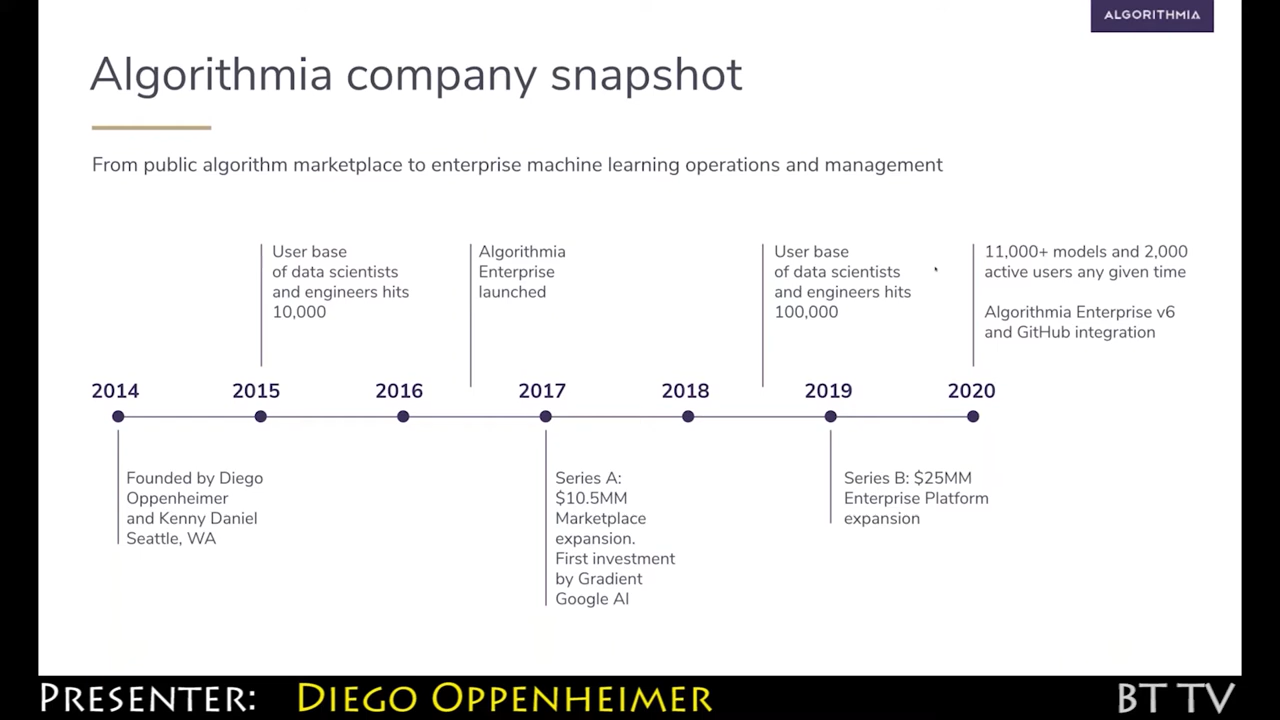 ALGORITHMIA
Algorithmia company snapshot
From public algorithm marketplace to enterprise machine learning operations and management
User base
of data scientists
and engineers hits
10,000
Algorithmia
Enterprise
launched
User base
of data scientists
and engineers hits
100,000
11,000+ models and 2,000
active users any given time
Algorithmia Enterprise v6
and GitHub integration
2014
2015
2016
2017
2018
2019
2020
Founded by Diego
Oppenheimer
and Kenny Daniel
Seattle, WA
Series A:
$10.5MM
Marketplace
expansion.
First investment
by Gradient
Google AI
Series B: $25MM
Enterprise Platform
expansion
PRESENTER: DIEGO OPPENHEIMER
BT TV